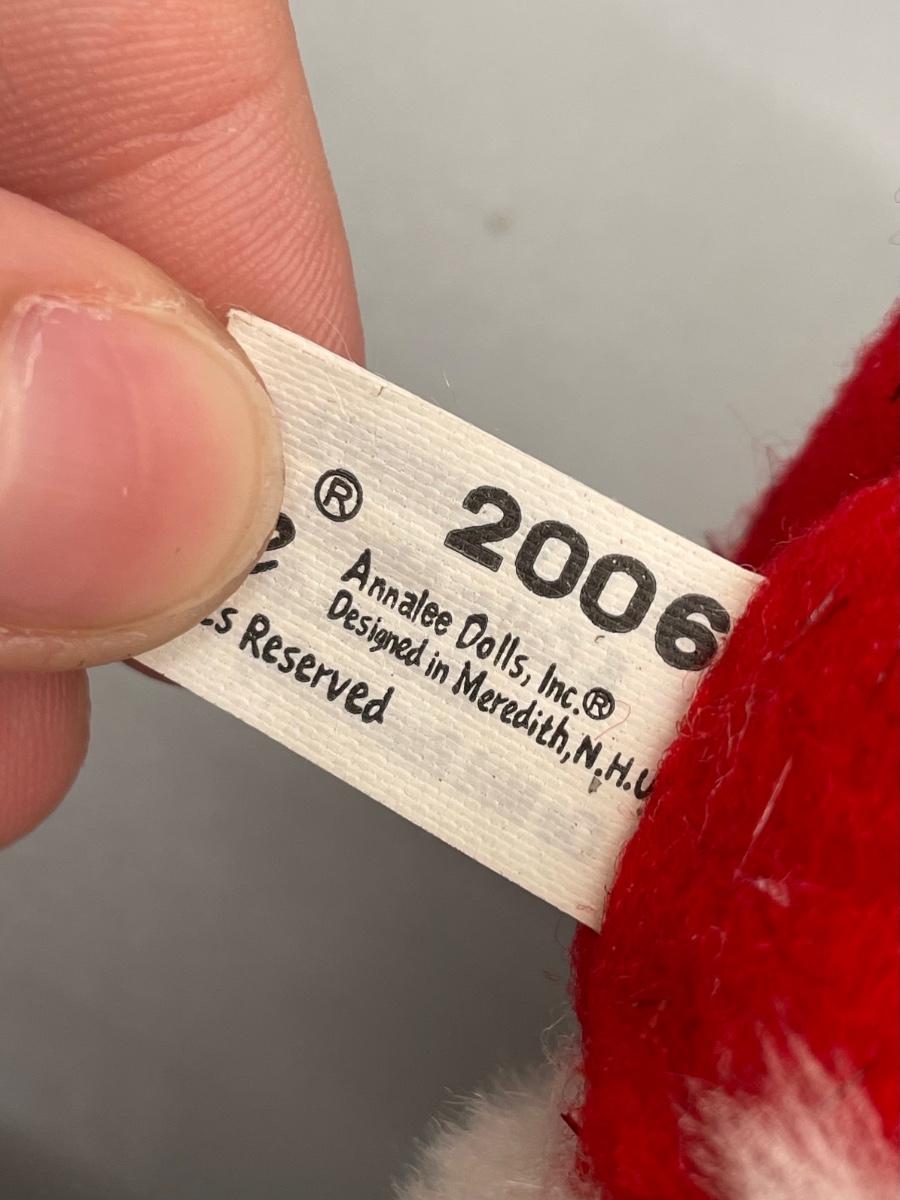 ® 2006
Annalee Dolls, Inc.®
Designed in Meredith, N.H.
Reserved